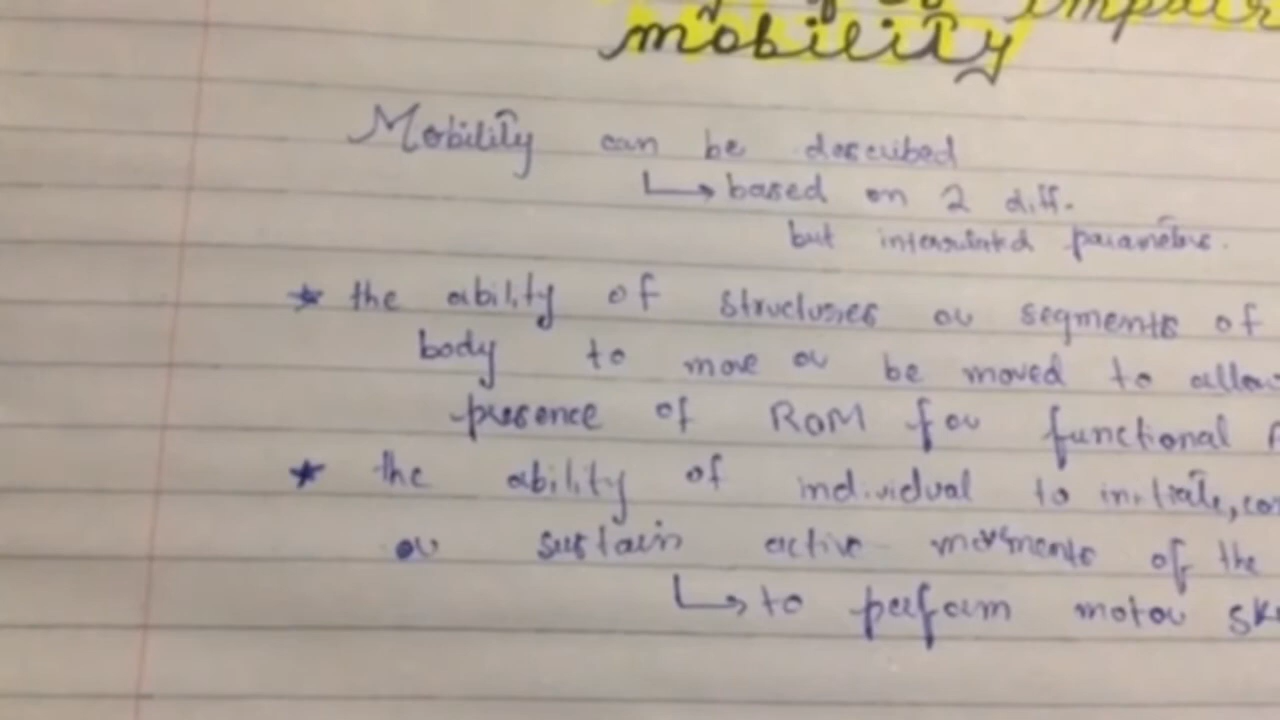 impair
mobility
Mobility can be described
↳ based on 2 diff.
but interrelated parameters.
★ the ability of structures or segments of
body to move or be moved to allow
presence of ROM for functional
★ the ability of individual to initiate,
or sustain active movements of the
↳ to perform motor